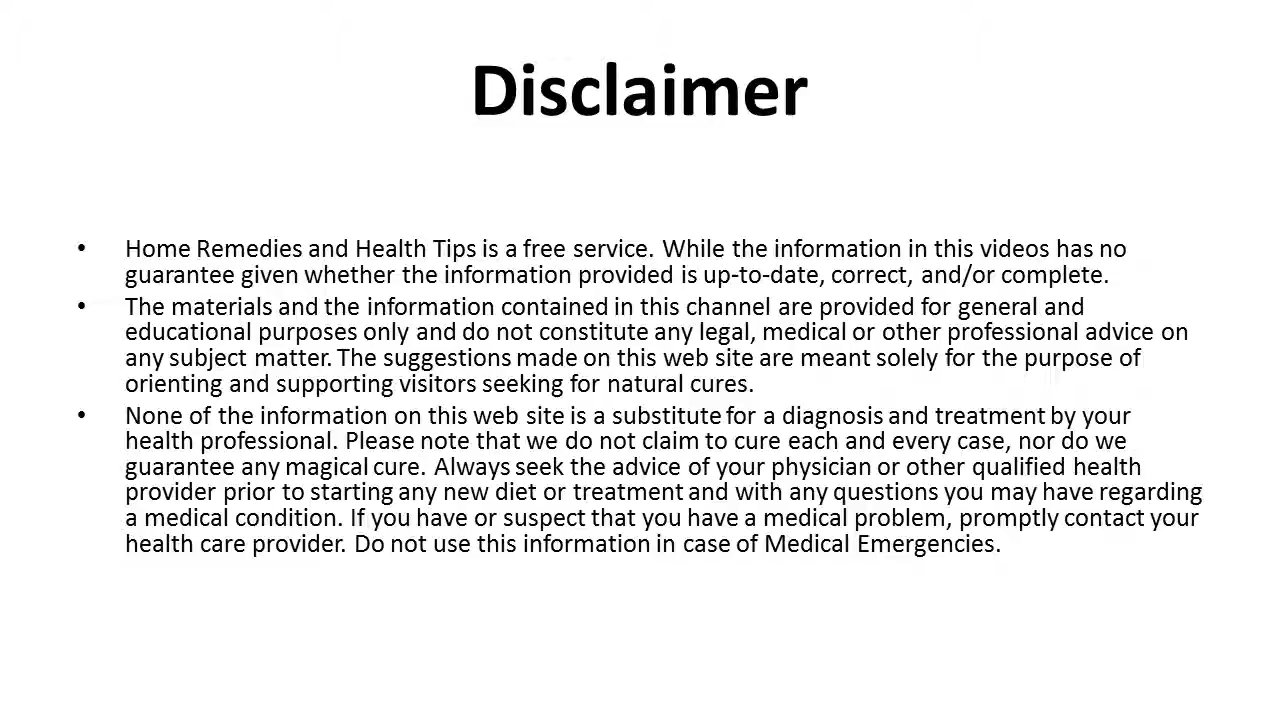 Disclaimer
• Home Remedies and Health Tips is a free service. While the information in this videos has no
guarantee given whether the information provided is up-to-date, correct, and/or complete.
• The materials and the information contained in this channel are provided for general and
educational purposes only and do not constitute any legal, medical or other professional advice on
any subject matter. The suggestions made on this web site are meant solely for the purpose of
orienting and supporting visitors seeking for natural cures.
• None of the information on this web site is a substitute for a diagnosis and treatment by your
health professional. Please note that we do not claim to cure each and every case, nor do we
guarantee any magical cure. Always seek the advice of your physician or other qualified health
provider prior to starting any new diet or treatment and with any questions you may have regarding
a medical condition. If you have or suspect that you have a medical problem, promptly contact your
health care provider. Do not use this information in case of Medical Emergencies.